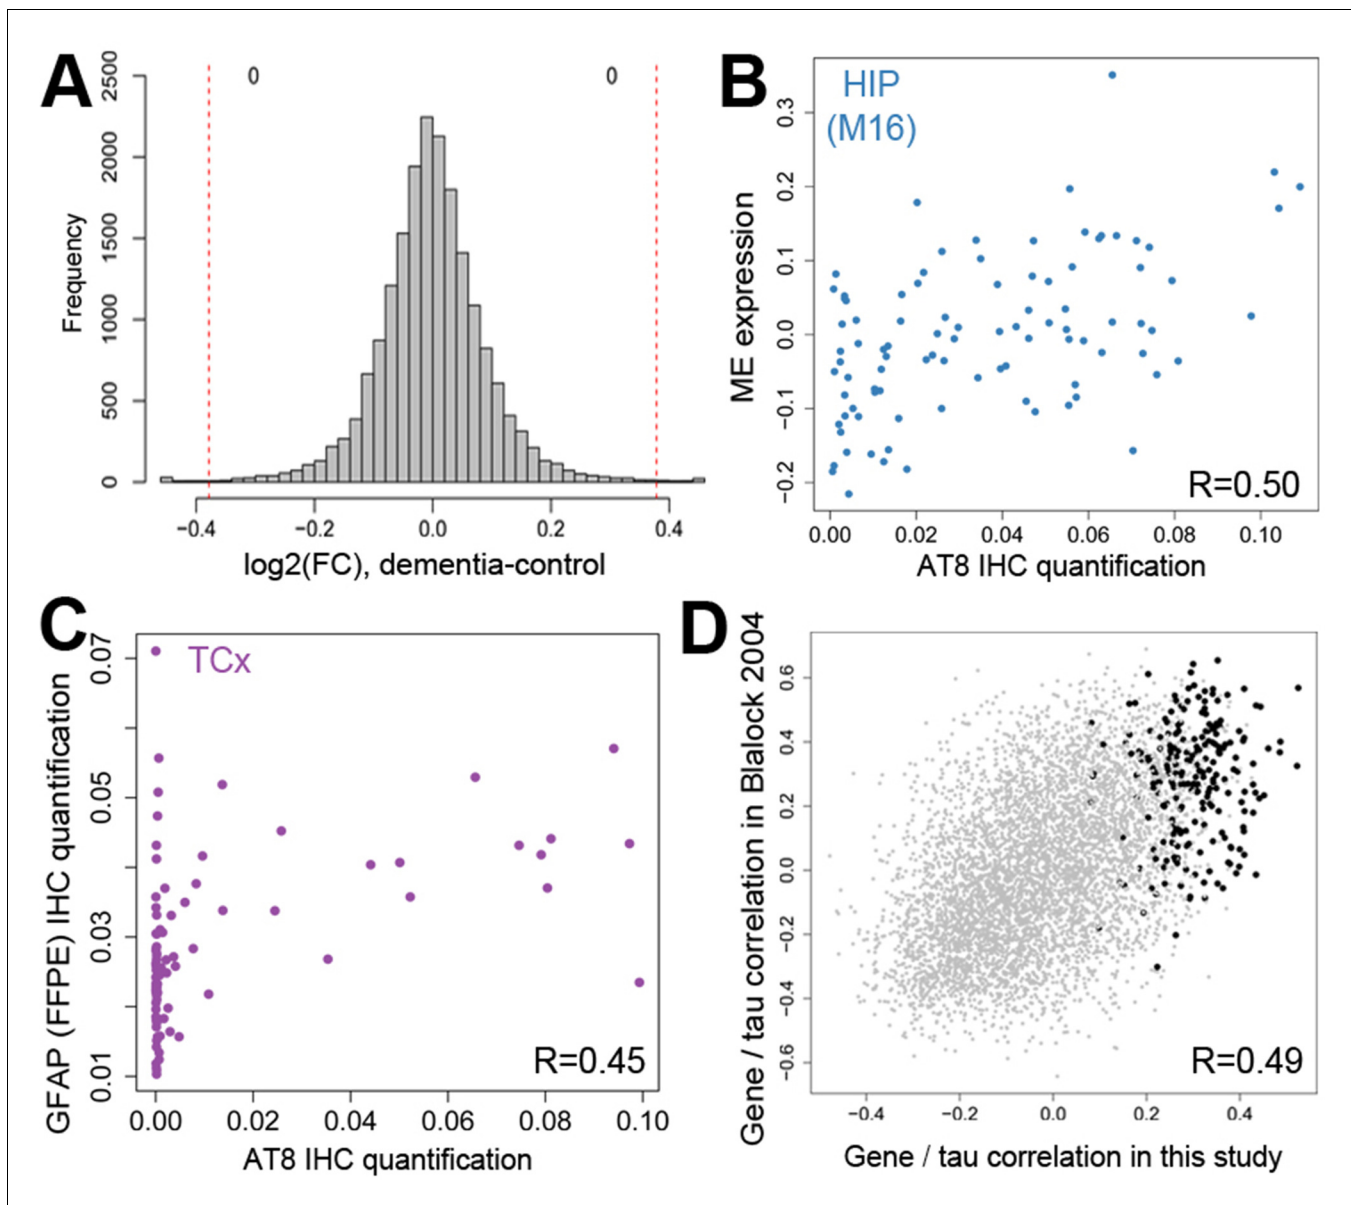 A
2500
2000
1500
1000
500
0
Frequency
0
0
−0.4
−0.2
0.0
0.2
0.4
log2(FC), dementia-control
B
HIP
(M16)
ME expression
0.3
0.2
0.1
0.0
−0.1
−0.2
R=0.50
0.00
0.02
0.04
0.06
0.08
0.10
AT8 IHC quantification
C
TCx
GFAP (FFPE) IHC quantification
0.07
0.05
0.03
0.01
R=0.45
0.00
0.02
0.04
0.06
0.08
0.10
AT8 IHC quantification
D
Gene / tau correlation in Blalock 2004
0.6
0.4
0.2
0.0
−0.2
−0.4
−0.6
R=0.49
−0.4
−0.2
0.0
0.2
0.4
Gene / tau correlation in this study